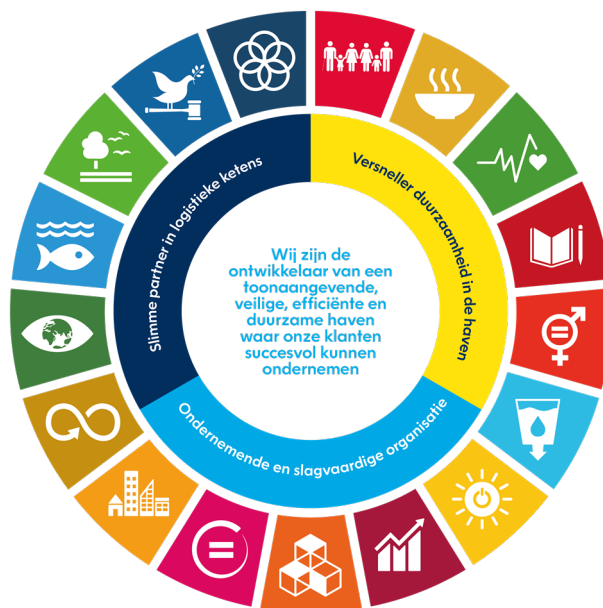 Slimme partner in logistieke ketens
Versneller duurzaamheid in de haven
Wij zijn de
ontwikkelaar van een
toonaangevende,
veilige, efficiënte en
duurzame haven
waar onze klanten
succesvol kunnen
ondernemen
Ondernemende en slagvaardige organisatie